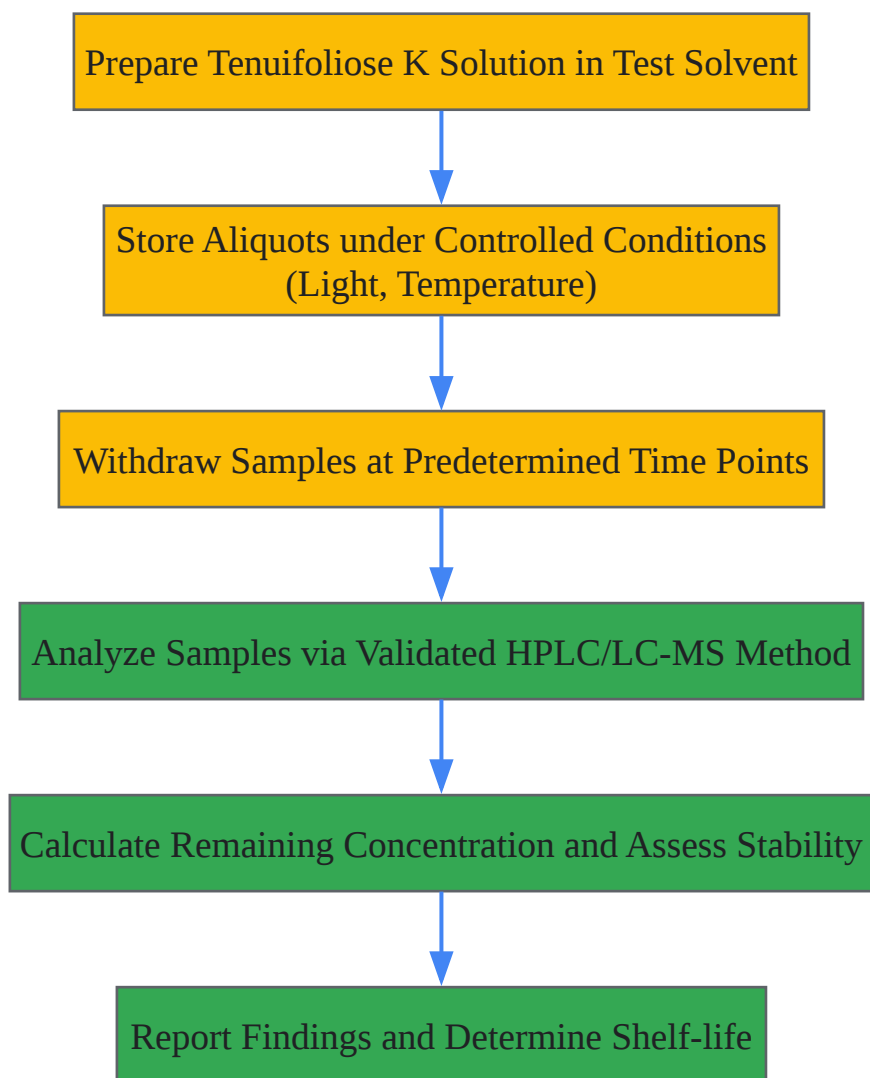 Prepare Tenuifoliose K Solution in Test Solvent
Store Aliquots under Controlled Conditions
(Light, Temperature)
Withdraw Samples at Predetermined Time Points
Analyze Samples via Validated HPLC/LC-MS Method
Calculate Remaining Concentration and Assess Stability
Report Findings and Determine Shelf-life